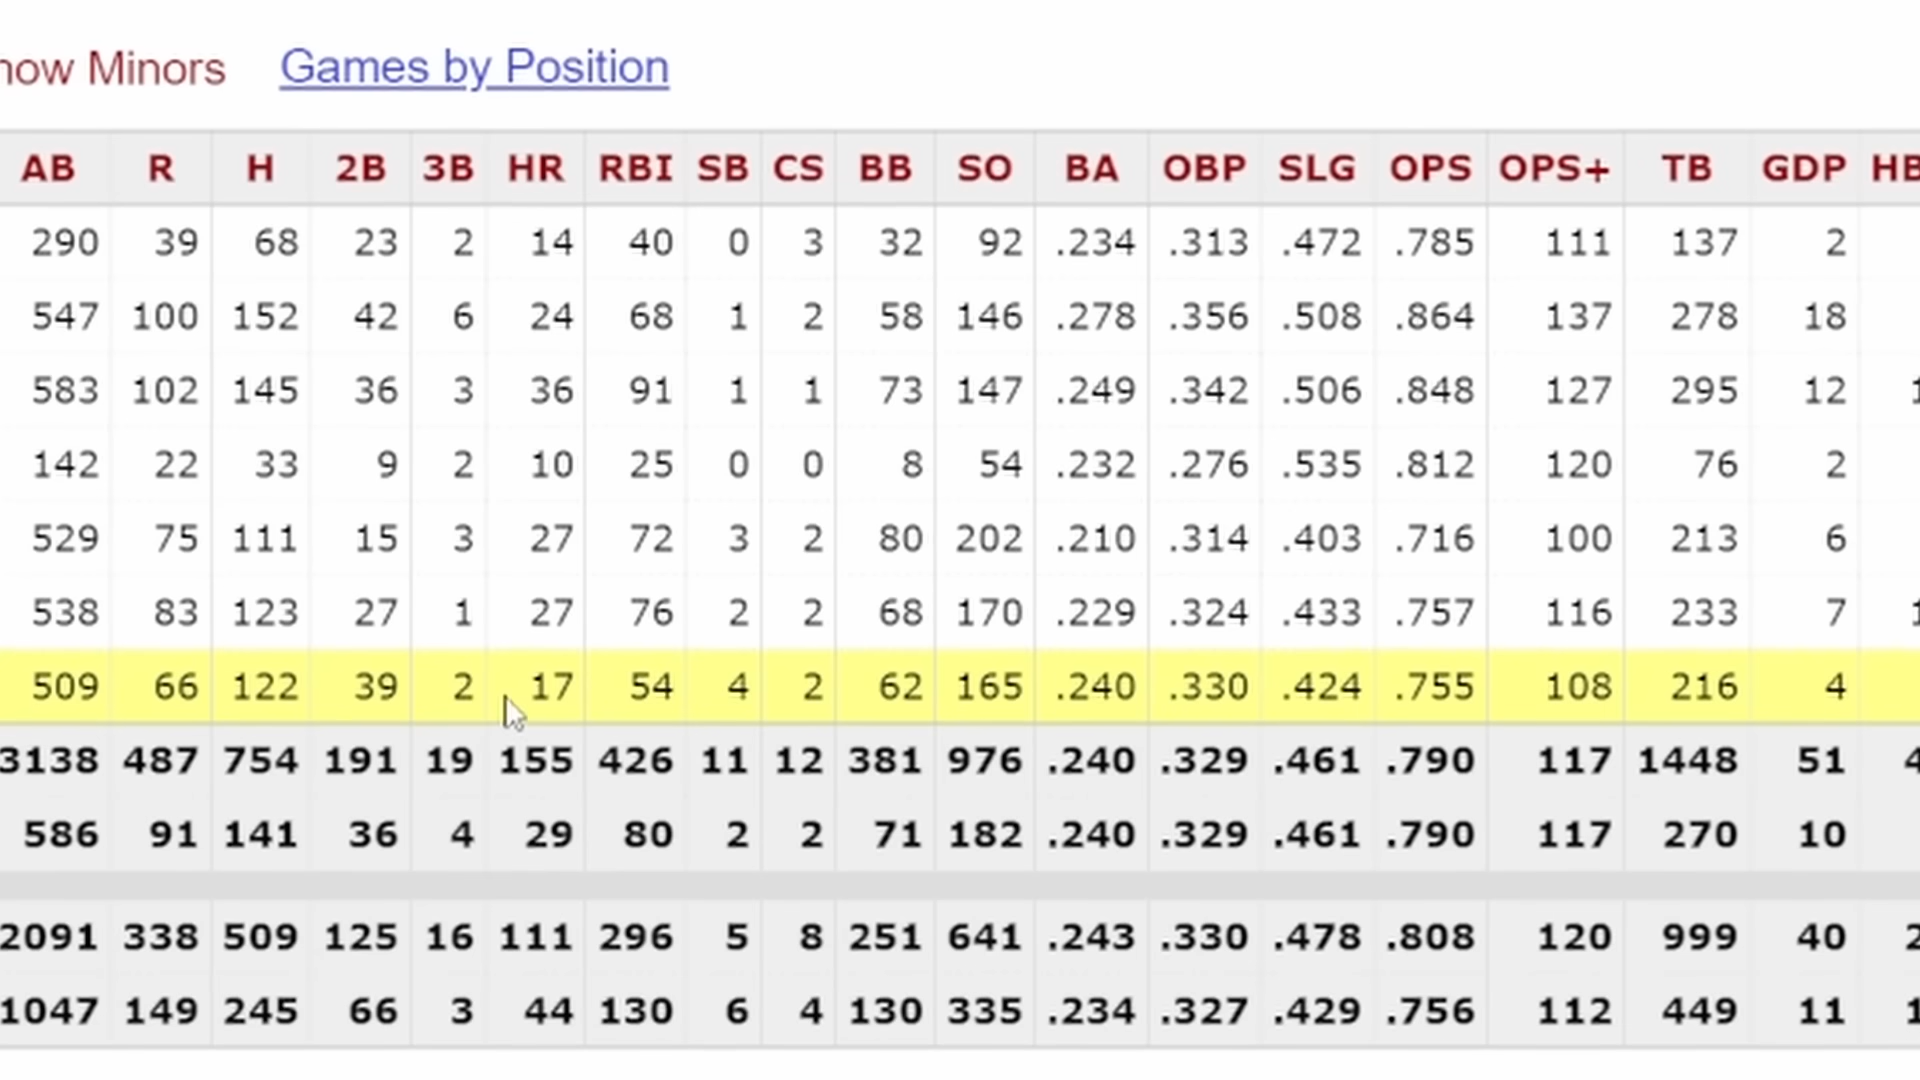 how Minors Games by Position
AB R H 2B 3B HR RBI SB CS BB SO BA OBP SLG OPS OPS+ TB GDP HB
290 39 68 23 2 14 40 0 3 32 92 .234 .313 .472 .785 111 137 2
547 100 152 42 6 24 68 1 2 58 146 .278 .356 .508 .864 137 278 18
583 102 145 36 3 36 91 1 1 73 147 .249 .342 .506 .848 127 295 12 1
142 22 33 9 2 10 25 0 0 8 54 .232 .276 .535 .812 120 76 2
529 75 111 15 3 27 72 3 2 80 202 .210 .314 .403 .716 100 213 6
538 83 123 27 1 27 76 2 2 68 170 .229 .324 .433 .757 116 233 7 1
509 66 122 39 2 17 54 4 2 62 165 .240 .330 .424 .755 108 216 4
3138 487 754 191 19 155 426 11 12 381 976 .240 .329 .461 .790 117 1448 51 4
586 91 141 36 4 29 80 2 2 71 182 .240 .329 .461 .790 117 270 10
2091 338 509 125 16 111 296 5 8 251 641 .243 .330 .478 .808 120 999 40 2
1047 149 245 66 3 44 130 6 4 130 335 .234 .327 .429 .756 112 449 11 1